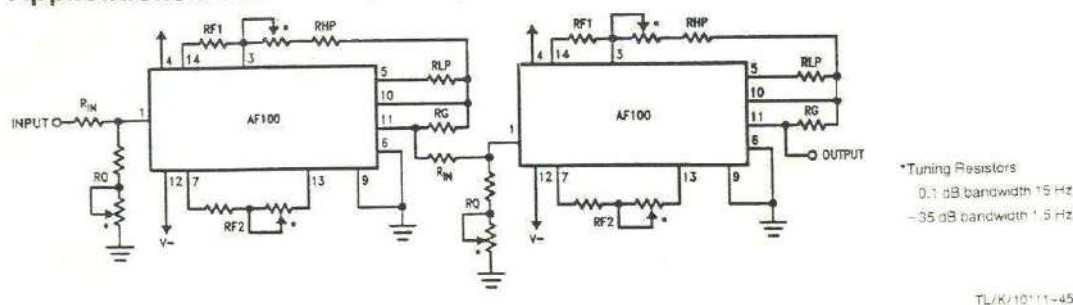 RF1
*
RHP
RF1
*
RHP
4
14
3
4
14
3
5
RLP
5
RLP
RIN
1
10
10
INPUT
AF100
11
RG
1
AF100
11
RG
6
6
OUTPUT
RIN
RQ
12
7
13
9
12
7
13
9
*
RF2
*
RQ
RF2
*
V-
*
V-
*Tuning Resistors
0.1 dB bandwidth 15 Hz
-35 dB bandwidth 1.5 Hz
TL/K/10111-45